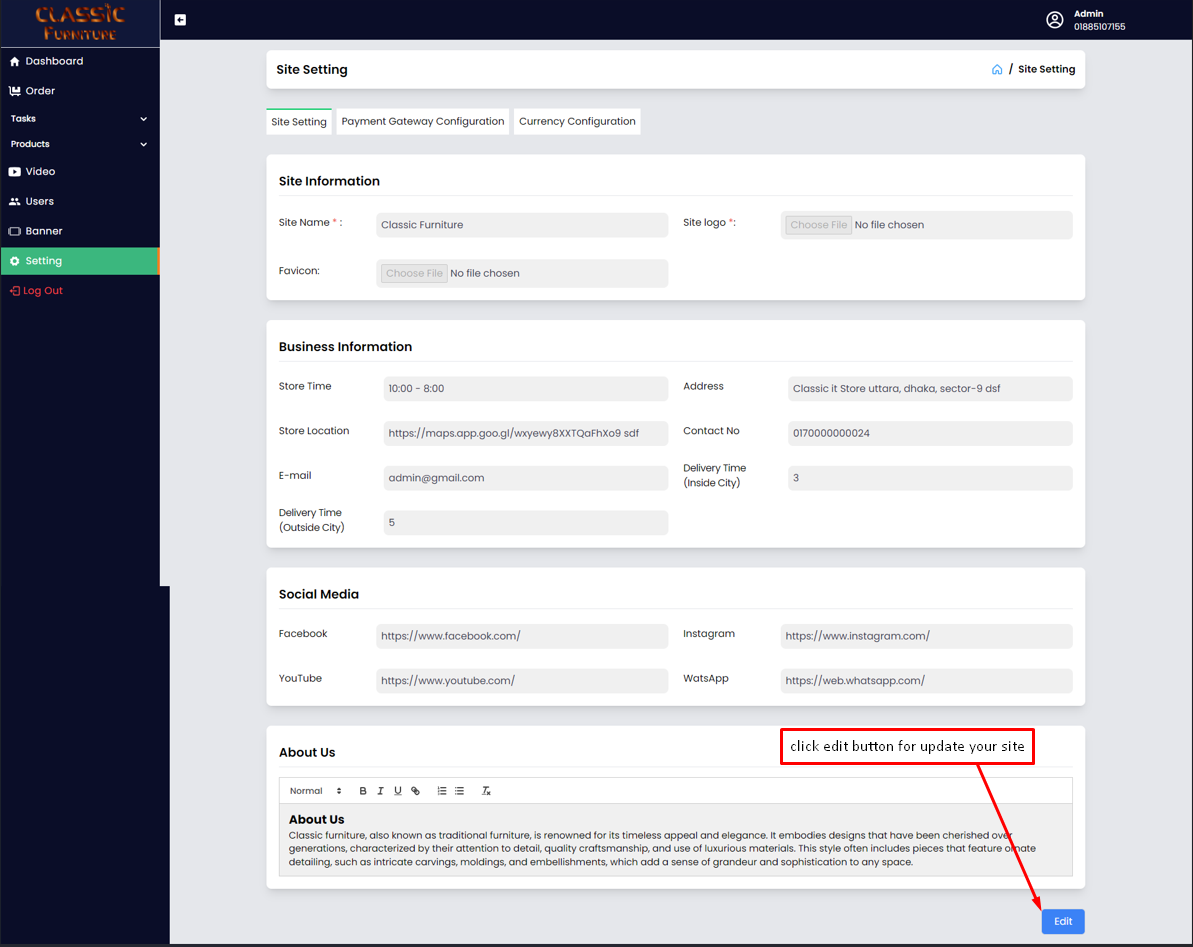 CLASSIC
FURNITURE
Admin
01885107155
Dashboard
Order
Tasks
Products
Video
Users
Banner
Setting
Log Out
Site Setting
/ Site Setting
Site Setting
Payment Gateway Configuration
Currency Configuration
Site Information
Site Name * :
Classic Furniture
Site logo *:
Choose File No file chosen
Favicon:
Choose File No file chosen
Business Information
Store Time
10:00 - 8:00
Address
Classic it Store uttara, dhaka, sector-9 dsf
Store Location
https://maps.app.goo.gl/wxyewy8XXTQaFhXo9 sdf
Contact No
0170000000024
E-mail
admin@gmail.com
Delivery Time
(Inside City)
3
Delivery Time
(Outside City)
5
Social Media
Facebook
https://www.facebook.com/
Instagram
https://www.instagram.com/
YouTube
https://www.youtube.com/
WatsApp
https://web.whatsapp.com/
click edit button for update your site
About Us
Normal
About Us
Classic furniture, also known as traditional furniture, is renowned for its timeless appeal and elegance. It embodies designs that have been cherished over
generations, characterized by their attention to detail, quality craftsmanship, and use of luxurious materials. This style often includes pieces that feature ornate
detailing, such as intricate carvings, moldings, and embellishments, which add a sense of grandeur and sophistication to any space.
Edit